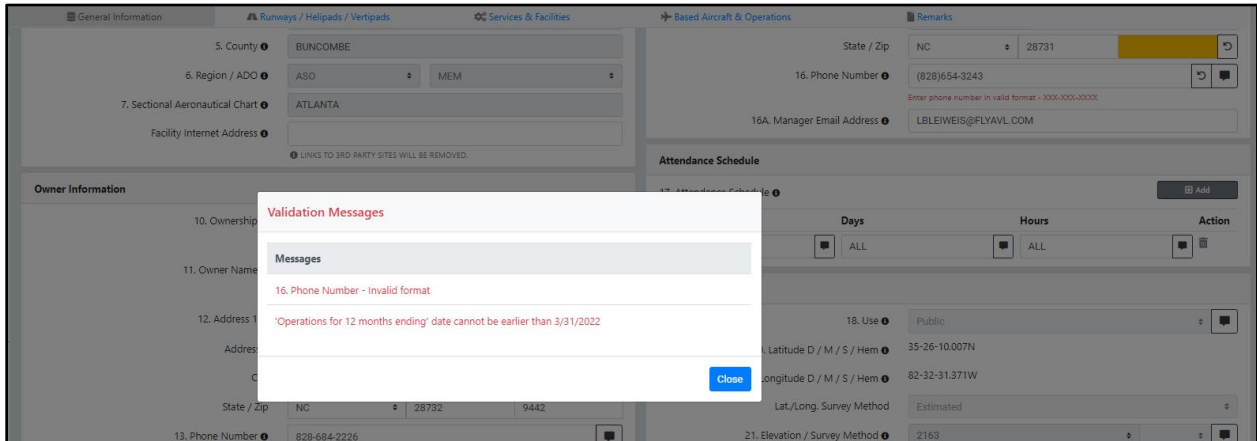 General Information
Runways / Helipads / Vertipads
Services & Facilities
Based Aircraft & Operations
Remarks
5. County
BUNCOMBE
6. Region / ADO
ASO
MEM
7. Sectional Aeronautical Chart
ATLANTA
Facility Internet Address
LINKS TO 3RD PARTY SITES WILL BE REMOVED.
State / Zip
NC
28731
16. Phone Number
(828)654-3243
Enter phone number in valid format - XXX-XXX-XXXX
16A. Manager Email Address
LBLEIWEIS@FLYAVL.COM
Attendance Schedule
17. Attendance Schedule
Add
Days
Hours
Action
ALL
ALL
Owner Information
10. Ownership
11. Owner Name
12. Address 1
Address
C
State / Zip
NC
28732
9442
13. Phone Number
828-684-2226
Validation Messages
Messages
16. Phone Number - Invalid format
'Operations for 12 months ending' date cannot be earlier than 3/31/2022
Close
18. Use
Public
. Latitude D / M / S / Hem
35-26-10.007N
Longitude D / M / S / Hem
82-32-31.371W
Lat./Long. Survey Method
Estimated
21. Elevation / Survey Method
2163